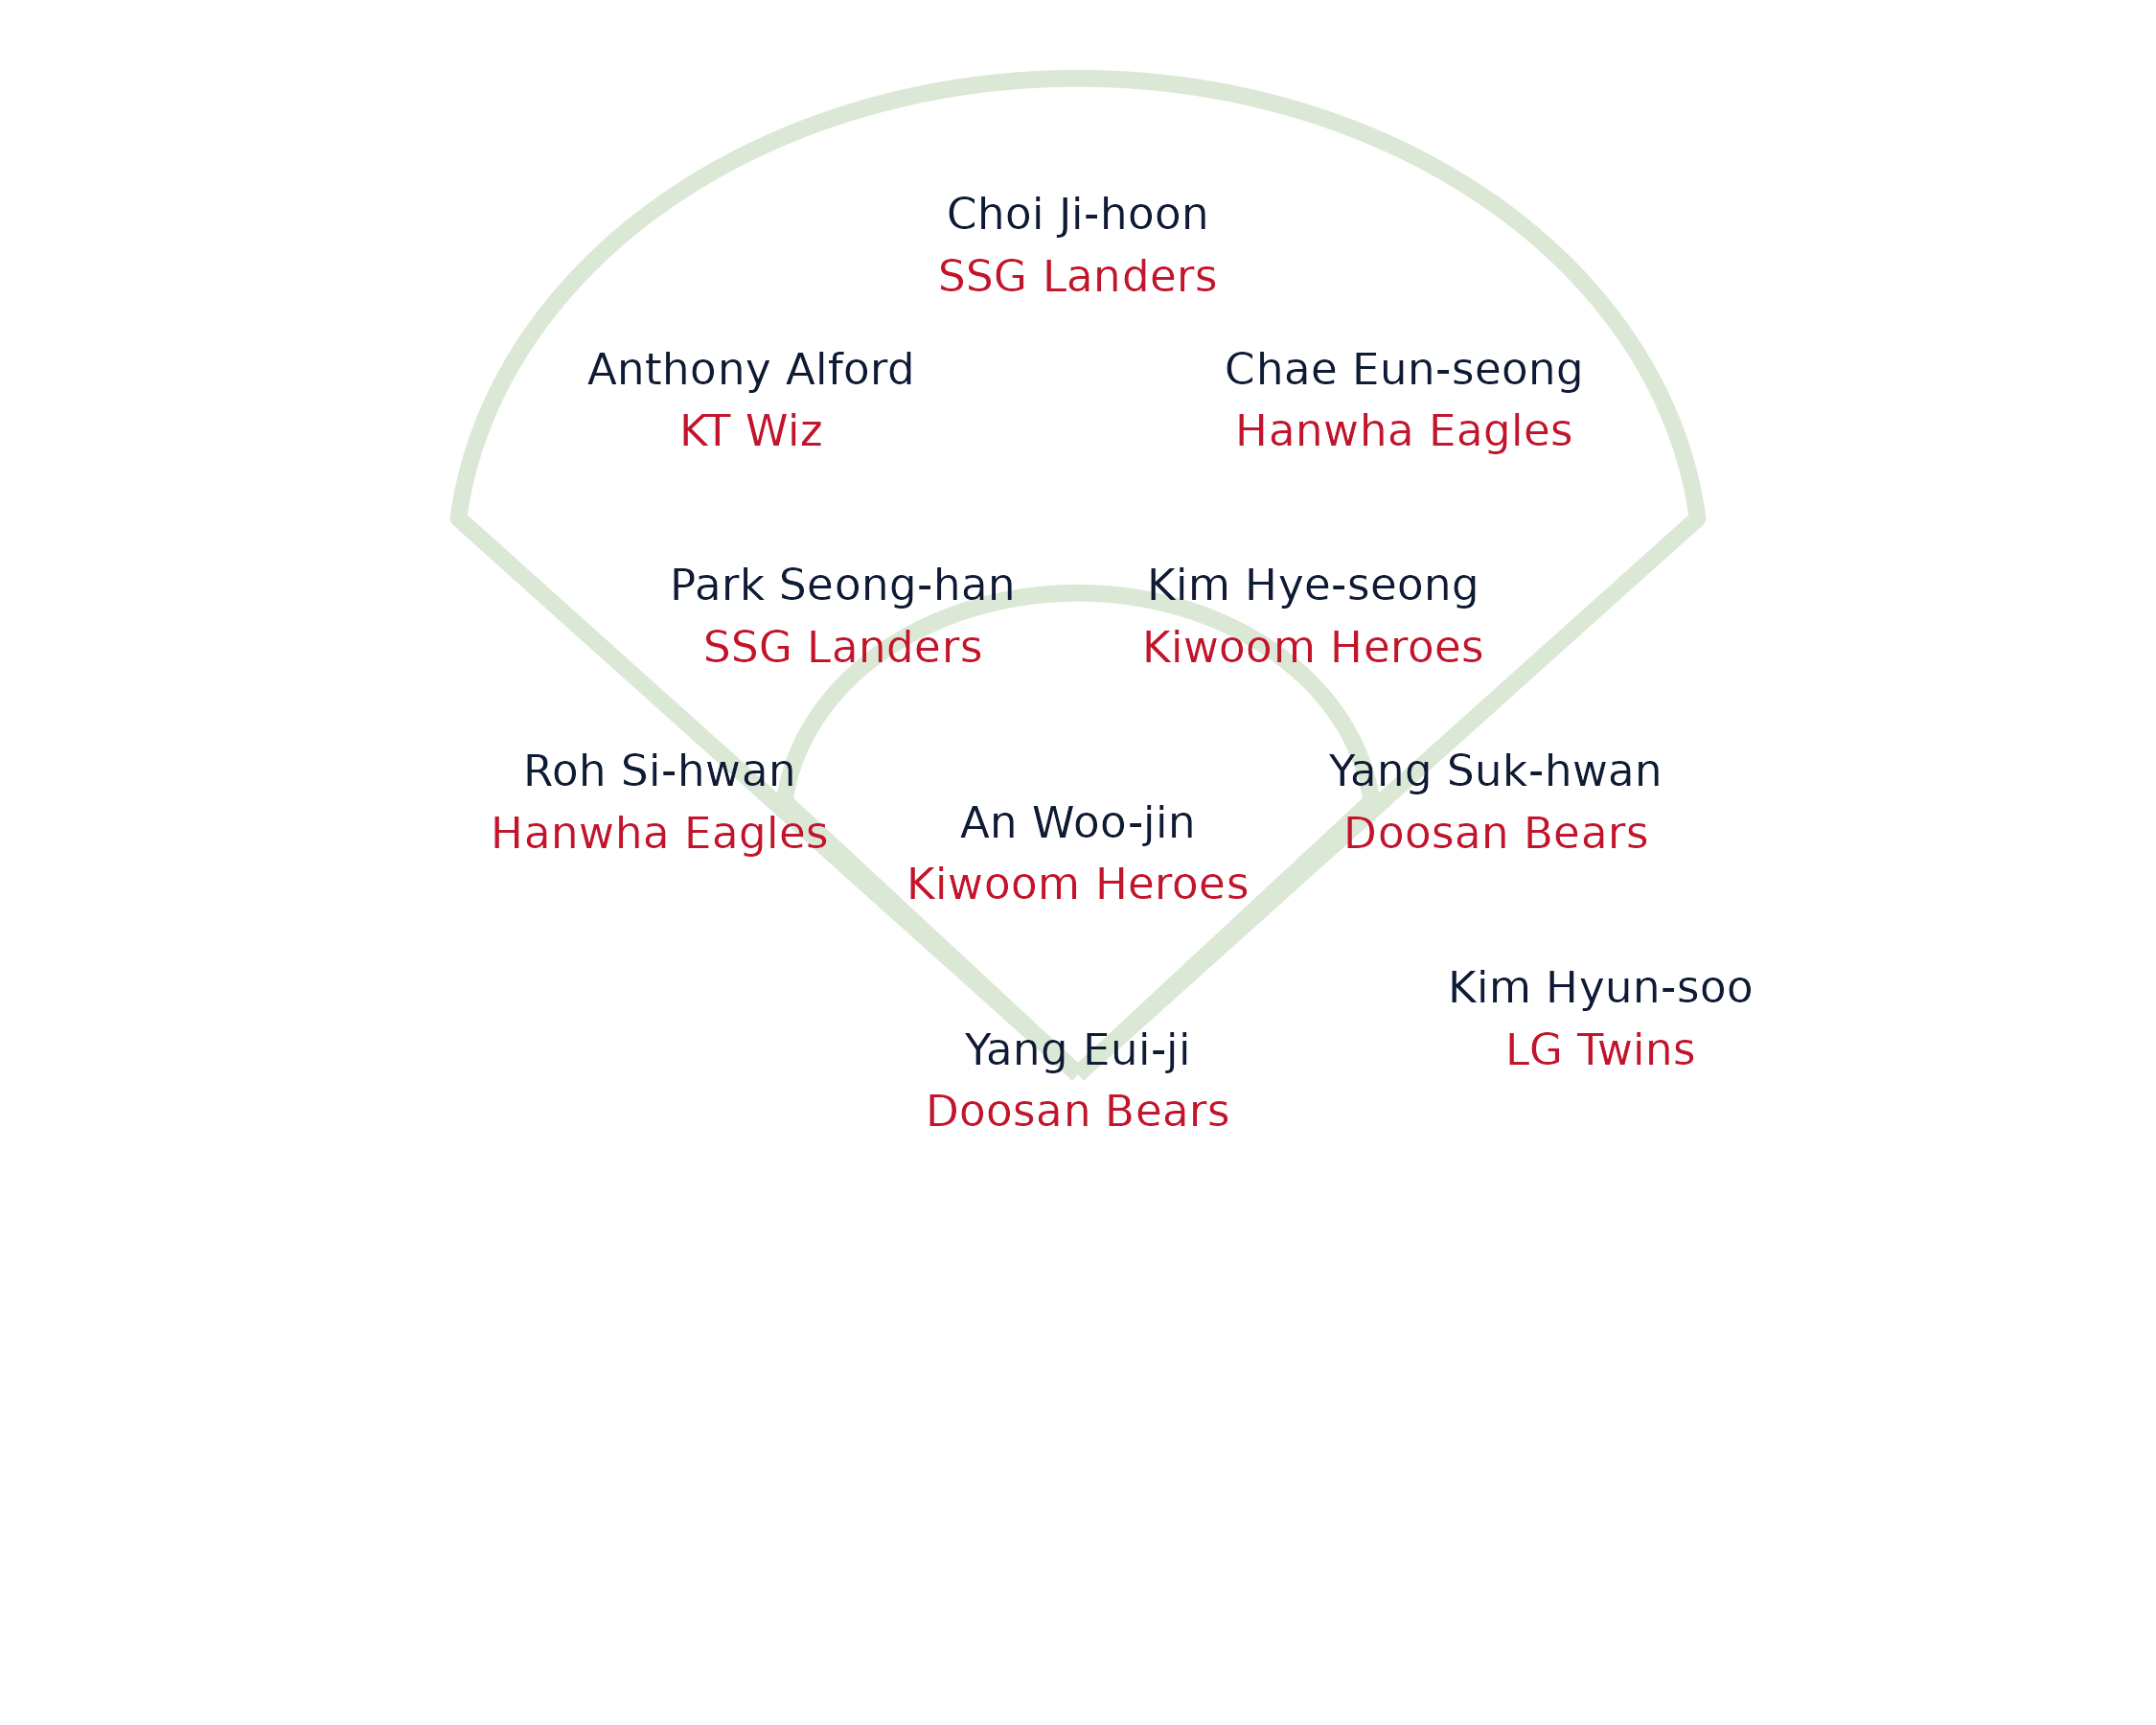 Choi Ji-hoon
SSG Landers
Anthony Alford
KT Wiz
Chae Eun-seong
Hanwha Eagles
Park Seong-han
SSG Landers
Kim Hye-seong
Kiwoom Heroes
Roh Si-hwan
Hanwha Eagles
An Woo-jin
Kiwoom Heroes
Yang Suk-hwan
Doosan Bears
Kim Hyun-soo
LG Twins
Yang Eui-ji
Doosan Bears